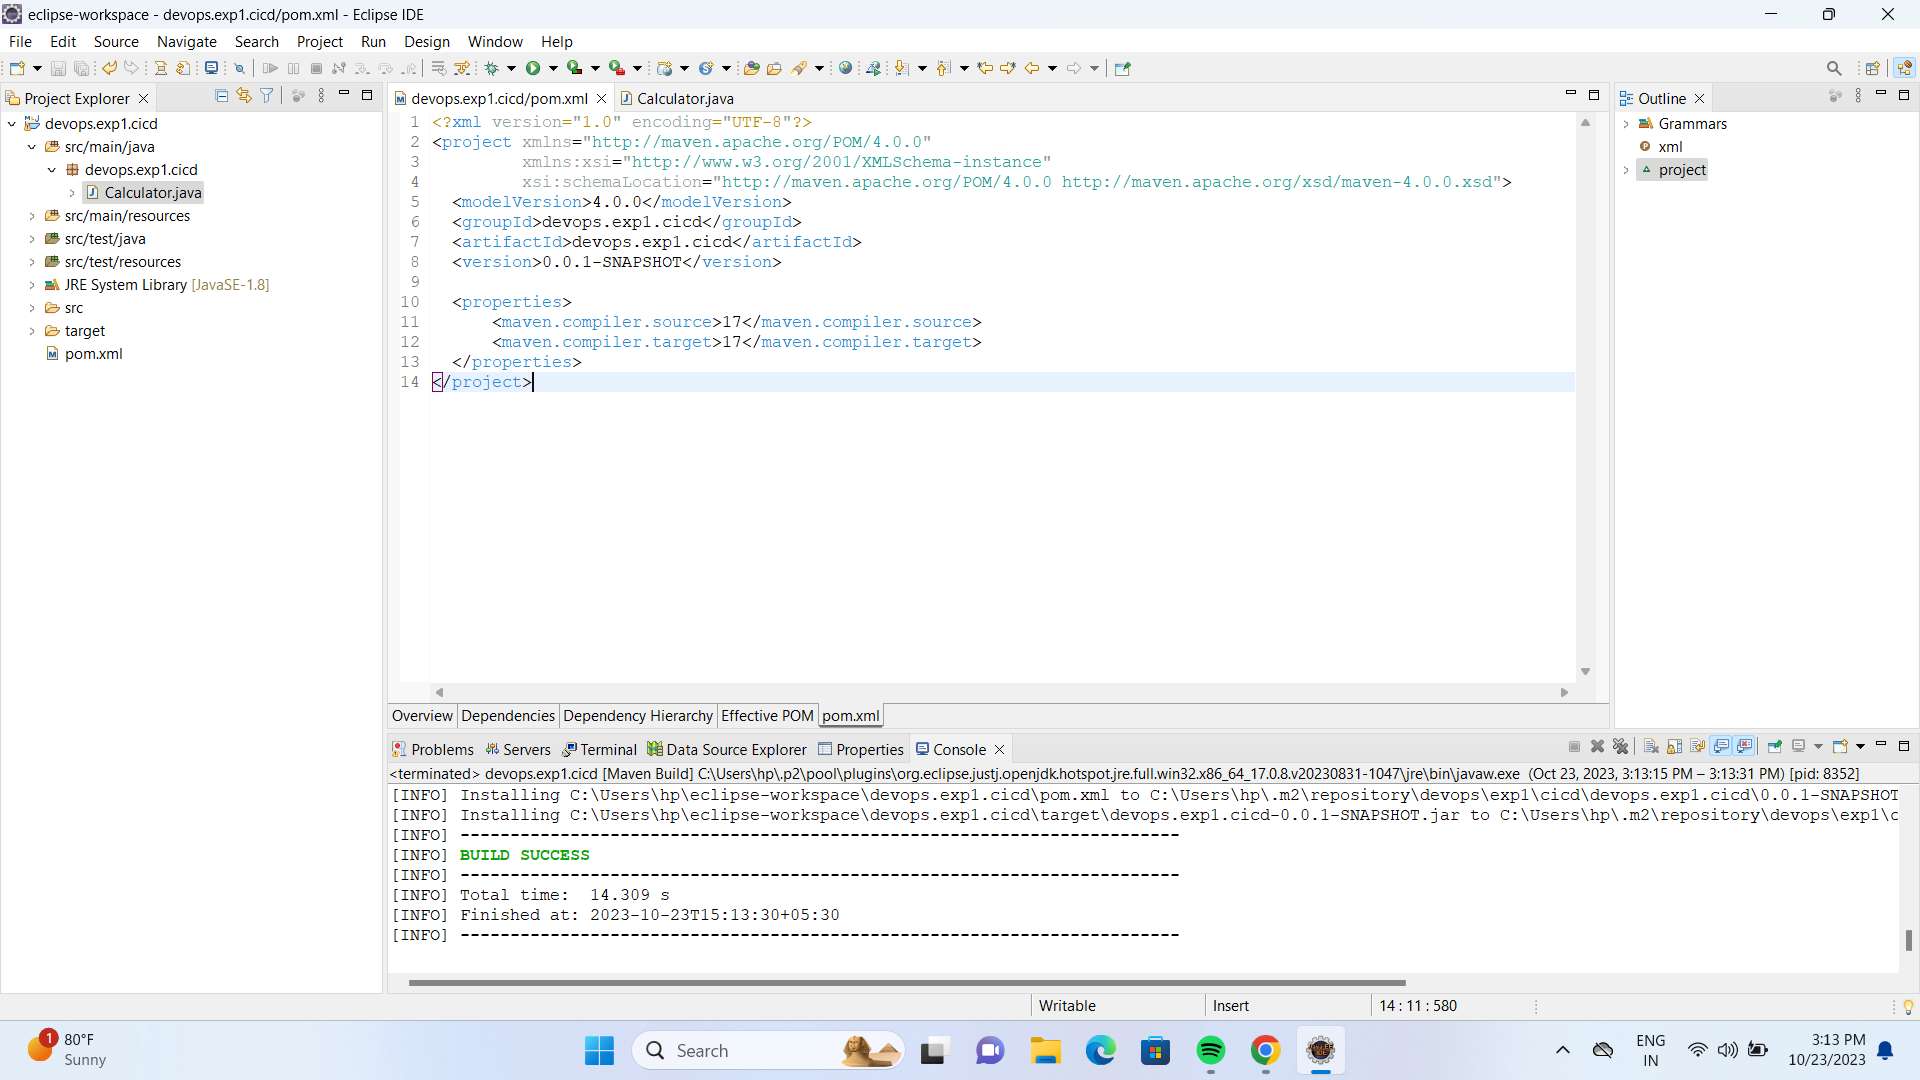 eclipse-workspace - devops.exp1.cicd/pom.xml - Eclipse IDE
File Edit Source Navigate Search Project Run Design Window Help
Project Explorer
devops.exp1.cicd
src/main/java
devops.exp1.cicd
Calculator.java
src/main/resources
src/test/java
src/test/resources
JRE System Library [JavaSE-1.8]
src
target
pom.xml
devops.exp1.cicd/pom.xml Calculator.java
1 <?xml version="1.0" encoding="UTF-8"?>
2 <project xmlns="http://maven.apache.org/POM/4.0.0"
3 xmlns:xsi="http://www.w3.org/2001/XMLSchema-instance"
4 xsi:schemaLocation="http://maven.apache.org/POM/4.0.0 http://maven.apache.org/xsd/maven-4.0.0.xsd">
5 <modelVersion>4.0.0</modelVersion>
6 <groupId>devops.exp1.cicd</groupId>
7 <artifactId>devops.exp1.cicd</artifactId>
8 <version>0.0.1-SNAPSHOT</version>
9
10 <properties>
11 <maven.compiler.source>17</maven.compiler.source>
12 <maven.compiler.target>17</maven.compiler.target>
13 </properties>
14 </project>
Overview Dependencies Dependency Hierarchy Effective POM pom.xml
Outline
Grammars
xml
project
Problems Servers Terminal Data Source Explorer Properties Console
<terminated> devops.exp1.cicd [Maven Build] C:\Users\hp\.p2\pool\plugins\org.eclipse.justj.openjdk.hotspot.jre.full.win32.x86_64_17.0.8.v20230831-1047\jre\bin\javaw.exe (Oct 23, 2023, 3:13:15 PM – 3:13:31 PM) [pid: 8352]
[INFO] Installing C:\Users\hp\eclipse-workspace\devops.exp1.cicd\pom.xml to C:\Users\hp\.m2\repository\devops\exp1\cicd\devops.exp1.cicd\0.0.1-SNAPSHOT
[INFO] Installing C:\Users\hp\eclipse-workspace\devops.exp1.cicd\target\devops.exp1.cicd-0.0.1-SNAPSHOT.jar to C:\Users\hp\.m2\repository\devops\exp1\c
[INFO] ------------------------------------------------------------------------
[INFO] BUILD SUCCESS
[INFO] ------------------------------------------------------------------------
[INFO] Total time:  14.309 s
[INFO] Finished at: 2023-10-23T15:13:30+05:30
[INFO] ------------------------------------------------------------------------
Writable Insert 14 : 11 : 580
1
80°F
Sunny
Search
ENG
IN
3:13 PM
10/23/2023